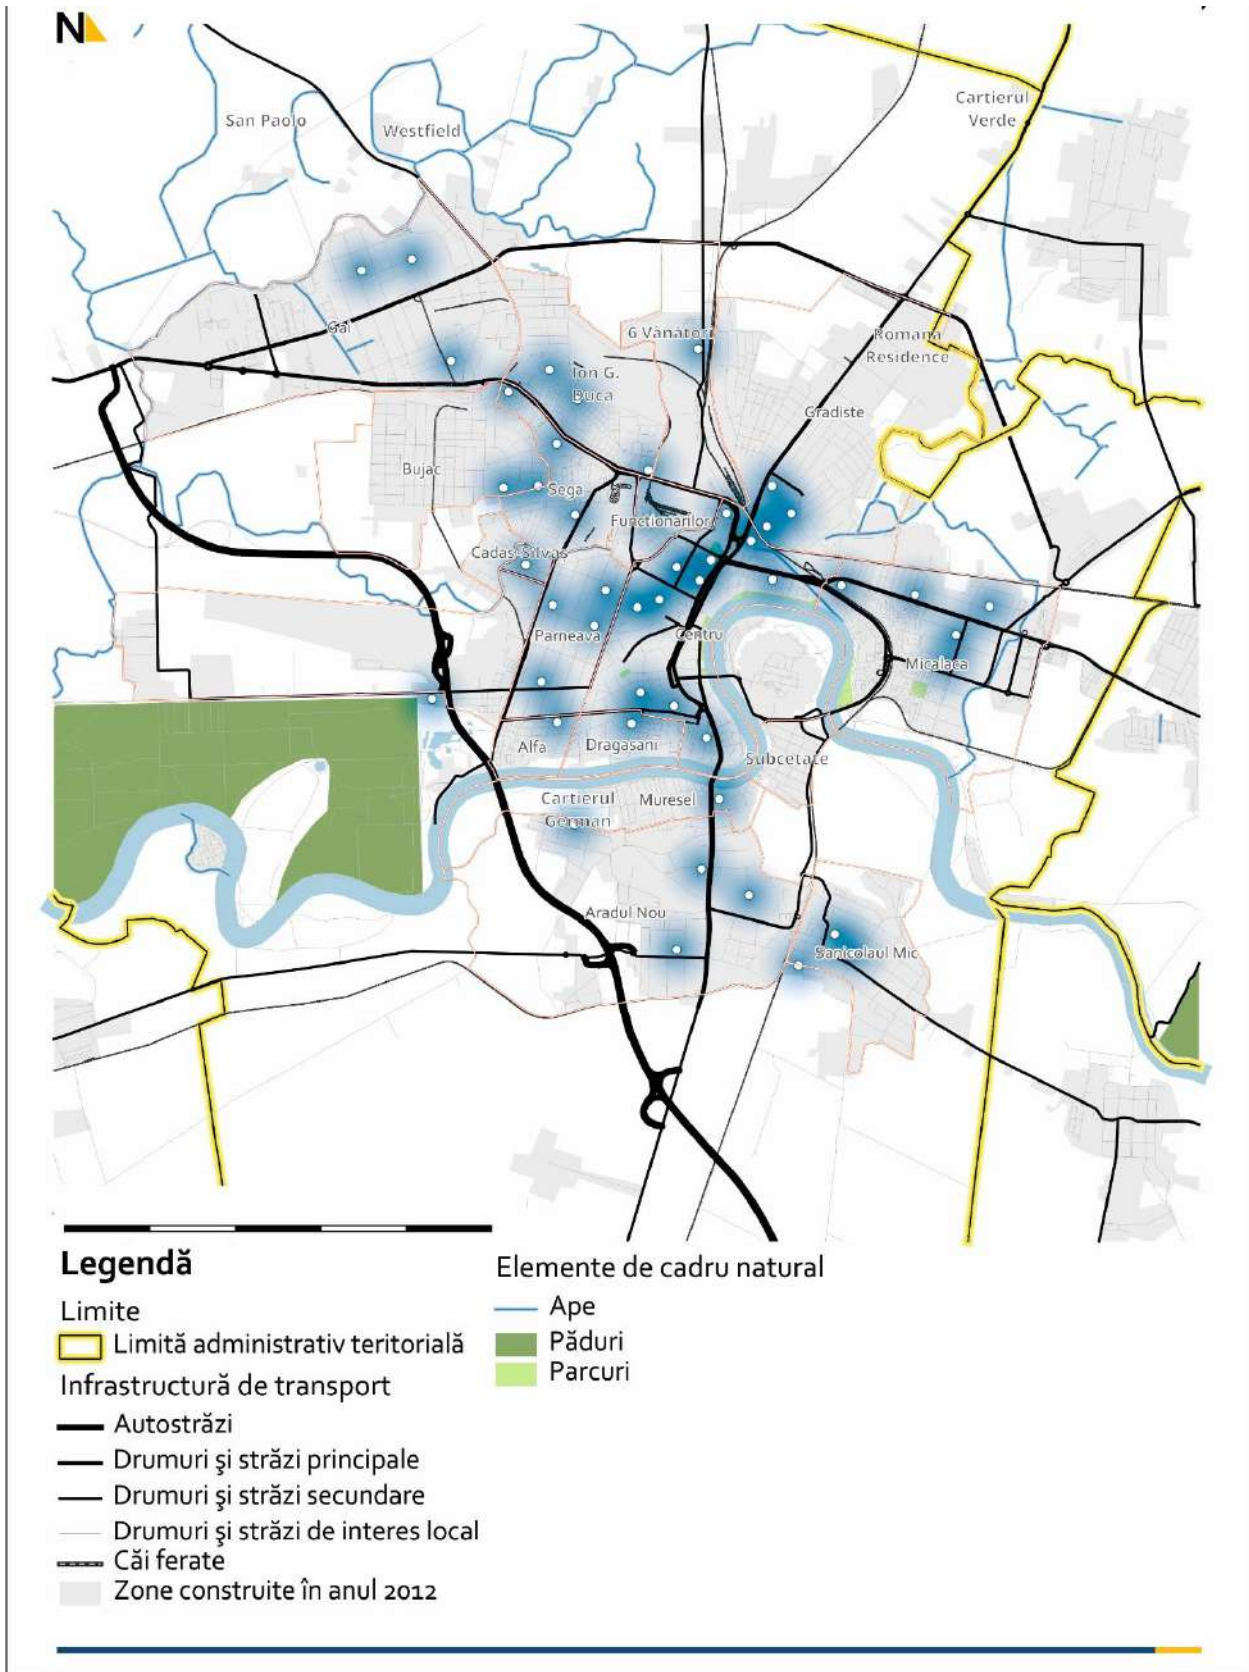 N
San Paolo
Westfield
Cartierul
Verde
6 Vânători
Gai
Romana
Residence
Ion G.
Duca
Gradiste
Bujac
Sega
Functionarilor
Cadas-Silvas
Parneava
Centru
Micalaca
Alfa
Dragasani
Subcetate
Cartierul
German
Muresel
Aradul Nou
Sanicolaul Mic
Legendă
Limite
Limită administrativ teritorială
Infrastructură de transport
Autostrăzi
Drumuri și străzi principale
Drumuri și străzi secundare
Drumuri și străzi de interes local
Căi ferate
Zone construite în anul 2012
Elemente de cadru natural
Ape
Păduri
Parcuri